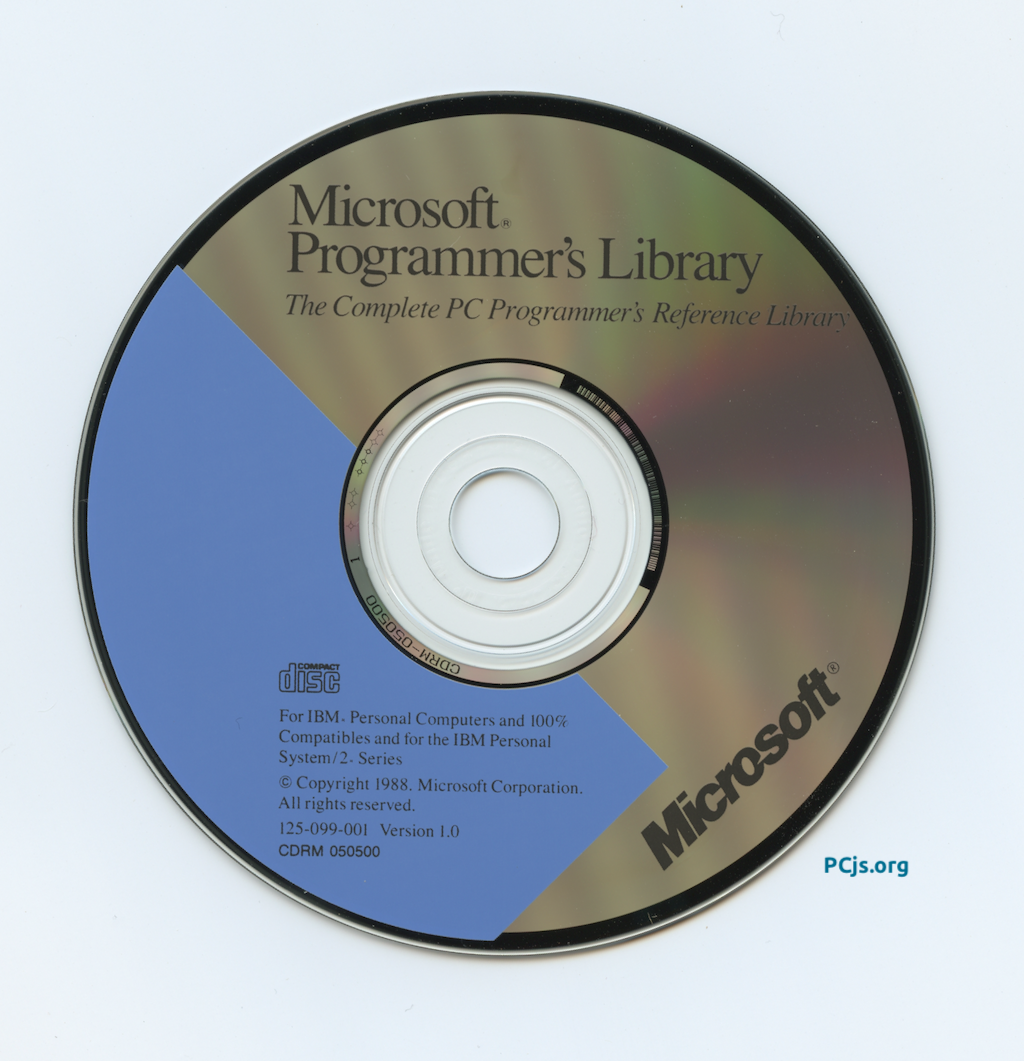 Microsoft®
Programmer's Library
The Complete PC Programmer's Reference Library
1
CDRM-050500
COMPACT
disc
For IBM® Personal Computers and 100%
Compatibles and for the IBM Personal
System/2® Series
© Copyright 1988. Microsoft Corporation.
All rights reserved.
125-099-001 Version 1.0
CDRM 050500
Microsoft®
PCjs.org